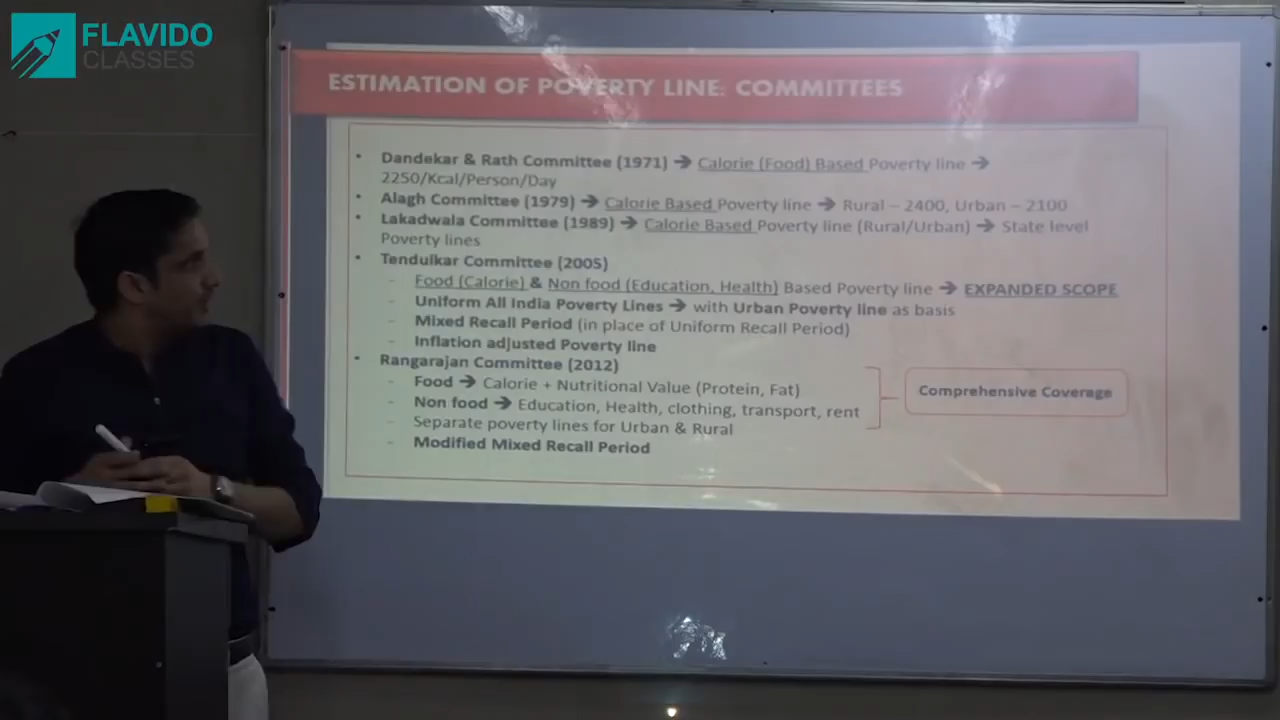 FLAVIDO
CLASSES
ESTIMATION OF POVERTY LINE: COMMITTEES
• Dandekar & Rath Committee (1971) → Calorie (Food) Based Poverty line →
2250/Kcal/Person/Day
• Alagh Committee (1979) → Calorie Based Poverty line → Rural – 2400, Urban – 2100
• Lakadwala Committee (1989) → Calorie Based Poverty line (Rural/Urban) → State level
Poverty lines
• Tendulkar Committee (2005)
- Food (Calorie) & Non food (Education, Health) Based Poverty line → EXPANDED SCOPE
- Uniform All India Poverty Lines → with Urban Poverty line as basis
- Mixed Recall Period (in place of Uniform Recall Period)
- Inflation adjusted Poverty line
• Rangarajan Committee (2012)
- Food → Calorie + Nutritional Value (Protein, Fat)
- Non food → Education, Health, clothing, transport, rent
- Separate poverty lines for Urban & Rural
- Modified Mixed Recall Period
Comprehensive Coverage